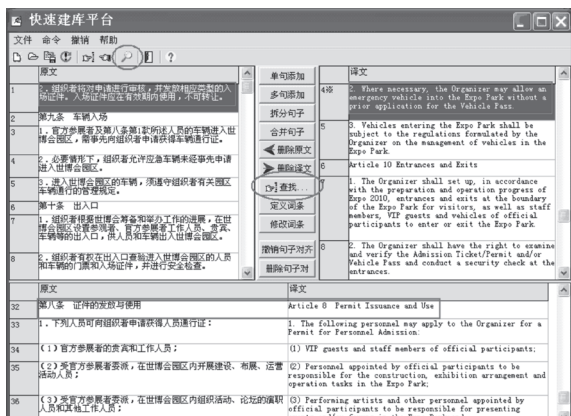 快速建库平台
文件 命令 撤销 帮助
原文
1 2．组织者将对申请进行审核，并发放相应类型的入
场证件。入场证件应在有效期内使用，不可转让。
2 第九条 车辆入场
3 1．官方参展者及第八条第1款所述人员的车辆进入世
博会园区，需事先向组织者申请获得车辆通行证。
4 2．必要情形下，组织者允许应急车辆未经事先申请
进入世博会园区。
5 3．进入世博会园区的车辆，须遵守组织者有关园区
车辆通行的管理规定。
6 第十条 出入口
7 1．组织者根据世博会筹备和举办工作的进展，在世
博会园区设置参观者、官方参展者工作人员、贵宾、
车辆等的出入口，供人员和车辆出入世博会园区。
8 2．组织者有权在出入口查验进入世博会园区的人员
和车辆的门票和入场证件，并进行安全检查。
单句添加
多句添加
拆分句子
合并句子
删除原文
删除译文
查找...
定义词条
修改词条
撤销句子对齐
删除句子对
译文
4※ 2. Where necessary, the Organizer may allow an
emergency vehicle into the Expo Park without a
prior application for the Vehicle Pass.
5 3. Vehicles entering the Expo Park shall be
subject to the regulations formulated by the
Organizer on the management of vehicles in the
Expo Park.
6 Article 10 Entrances and Exits
7 1. The Organizer shall set up, in accordance
with the preparation and operation progress of
Expo 2010, entrances and exits at the boundary
of the Expo Park for visitors, as well as staff
members, VIP guests and vehicles of official
participants to enter or exit the Expo Park.
8 2. The Organizer shall have the right to examine
and verify the Admission Ticket/Permit and/or
Vehicle Pass and conduct a security check at the
entrances.
原文 译文
32 第八条 证件的发放与使用 Article 8 Permit Issuance and Use
33 1．下列人员可向组织者申请获得人员通行证： 1. The following personnel may apply to the Organizer for a
Permit for Personnel Admission:
34 （1）官方参展者的贵宾和工作人员； (1) VIP guests and staff members of official participants;
35 （2）受官方参展者委派，在世博会园区内开展建设、布展、运营 (2) Personnel appointed by official participants to be
活动人员； responsible for the construction, exhibition arrangement and
operation tasks in the Expo Park;
36 （3）受官方参展者委派，在世博会园区内组织活动、论坛的演职 (3) Performing artists and other personnel appointed by
人员和其他工作人员； official participants to be responsible for presenting